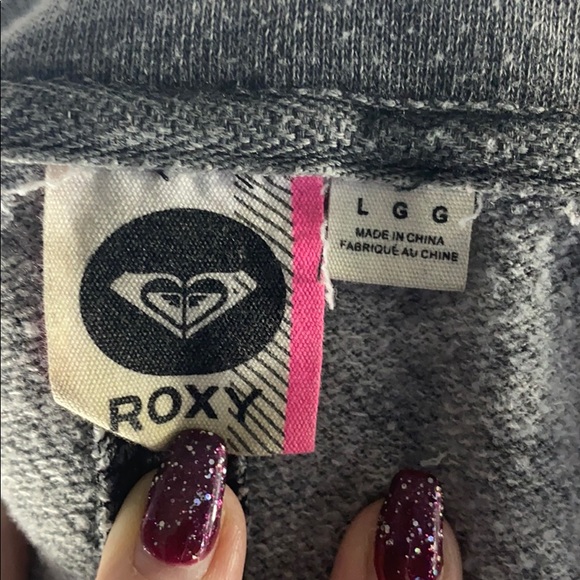 ROXY
L G G
MADE IN CHINA
FABRIQUÉ AU CHINE